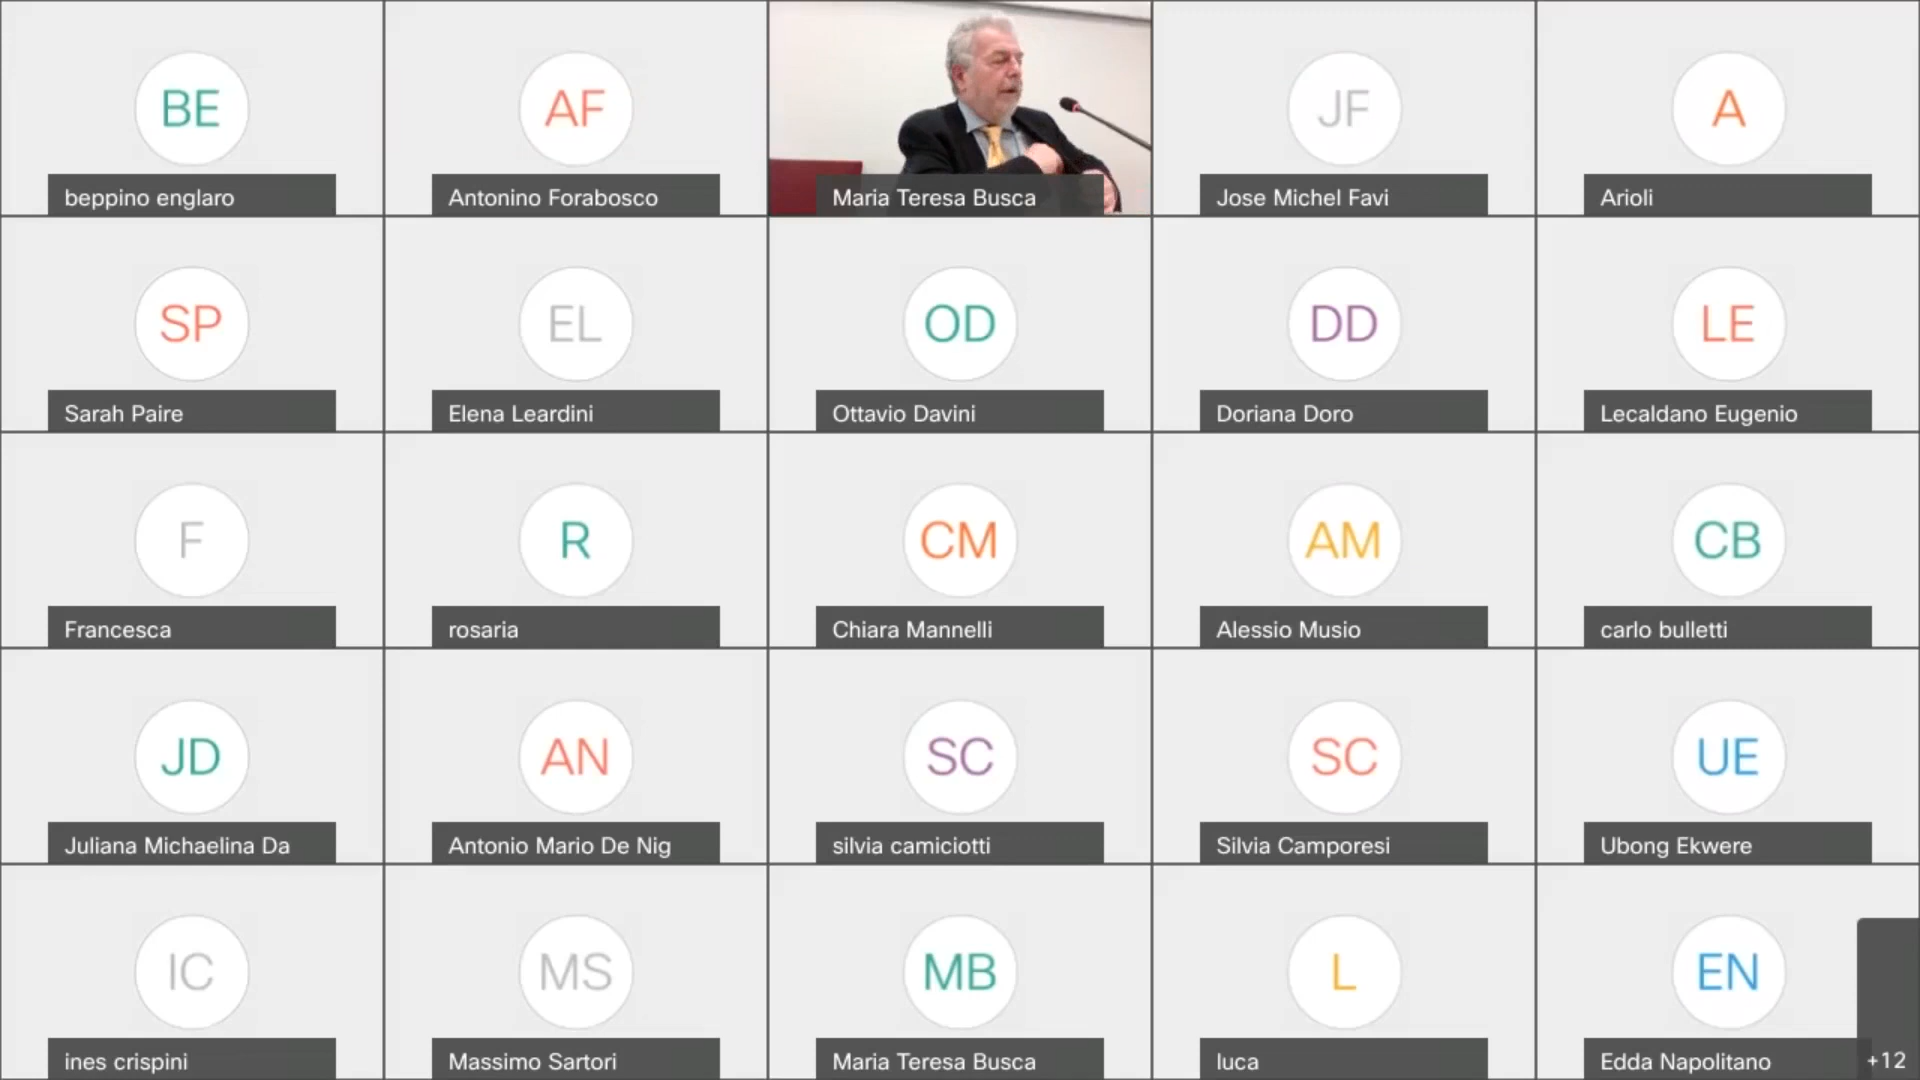 BE
beppino englaro
AF
Antonino Forabosco
Maria Teresa Busca
JF
Jose Michel Favi
A
Arioli
SP
Sarah Paire
EL
Elena Leardini
OD
Ottavio Davini
DD
Doriana Doro
LE
Lecaldano Eugenio
F
Francesca
R
rosaria
CM
Chiara Mannelli
AM
Alessio Musio
CB
carlo bulletti
JD
Juliana Michaelina Da
AN
Antonio Mario De Nig
SC
silvia camiciotti
SC
Silvia Camporesi
UE
Ubong Ekwere
IC
ines crispini
MS
Massimo Sartori
MB
Maria Teresa Busca
L
luca
EN
Edda Napolitano
+12